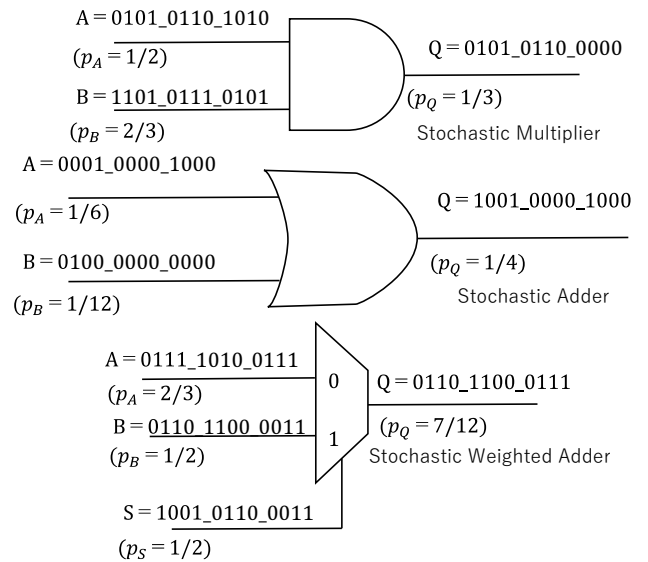 A = 0101_0110_1010
(p_A = 1/2)
Q = 0101_0110_0000
B = 1101_0111_0101
(p_B = 2/3)
(p_Q = 1/3)
Stochastic Multiplier
A = 0001_0000_1000
(p_A = 1/6)
Q = 1001_0000_1000
B = 0100_0000_0000
(p_B = 1/12)
(p_Q = 1/4)
Stochastic Adder
A = 0111_1010_0111
(p_A = 2/3)
0
Q = 0110_1100_0111
B = 0110_1100_0011
(p_B = 1/2)
1
(p_Q = 7/12)
Stochastic Weighted Adder
S = 1001_0110_0011
(p_S = 1/2)